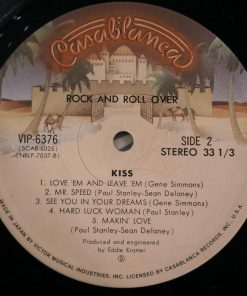 Casablanca
ROCK AND ROLL OVER
VIP-6376
(SCAB-6025)
(NBLP-7037-B)
SIDE 2
STEREO 33 1/3
KISS
1. LOVE 'EM AND LEAVE 'EM (Gene Simmons)
2. MR. SPEED (Paul Stanley-Sean Delaney)
3. SEE YOU IN YOUR DREAMS (Gene Simmons)
4. HARD LUCK WOMAN (Paul Stanley)
5. MAKIN' LOVE
(Paul Stanley-Sean Delaney)
Produced and engineered
by Eddie Kramer
S
MADE IN JAPAN BY VICTOR MUSICAL INDUSTRIES, INC. LICENSED BY CASABLANCA RECORDS, INC., U.S.A.